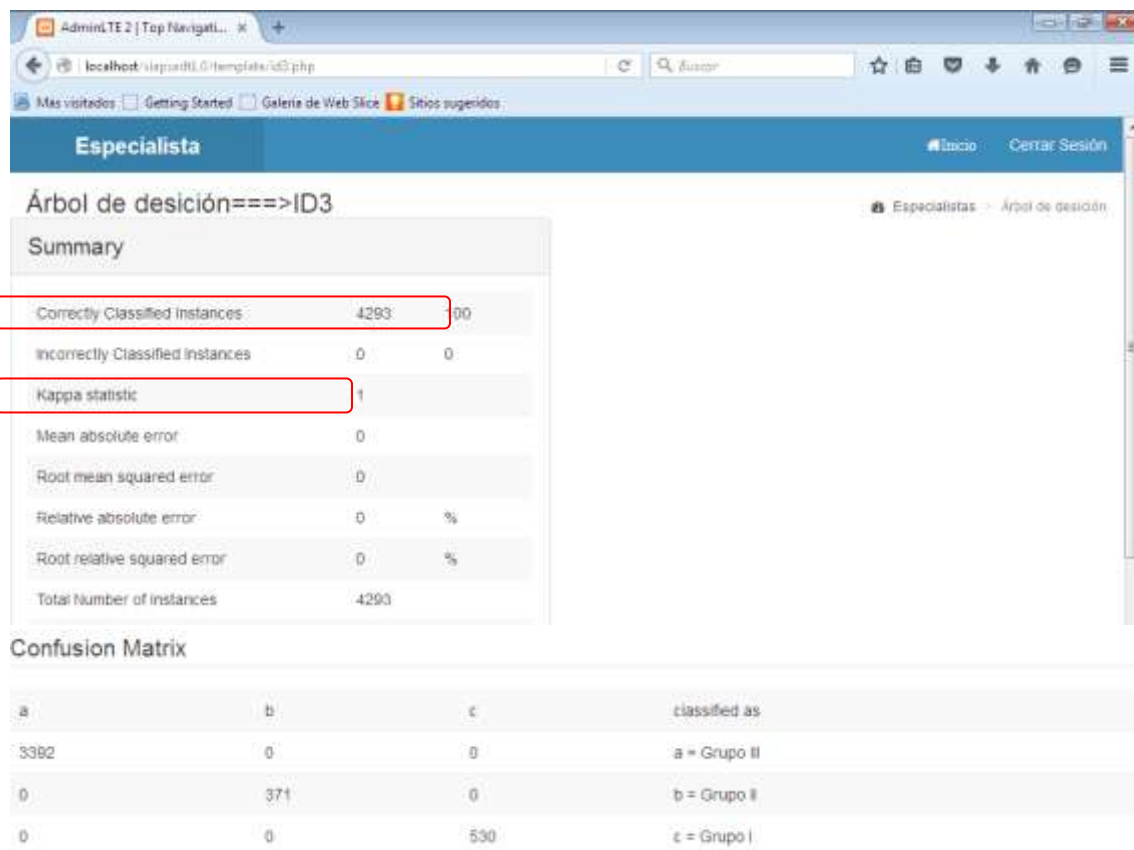 AdminLTE 2 | Top Navigati... × +
localhost/ /template/id3.php Buscar
Más visitados Getting Started Galería de Web Slice Sitios sugeridos
Especialista Inicio Cerrar Sesión
Árbol de desición===>ID3 Especialistas > Árbol de desición
Summary
Correctly Classified Instances 4293 100
Incorrectly Classified Instances 0 0
Kappa statistic 1
Mean absolute error 0
Root mean squared error 0
Relative absolute error 0 %
Root relative squared error 0 %
Total Number of Instances 4293
Confusion Matrix
a b c classified as
3392 0 0 a = Grupo III
0 371 0 b = Grupo II
0 0 530 c = Grupo I